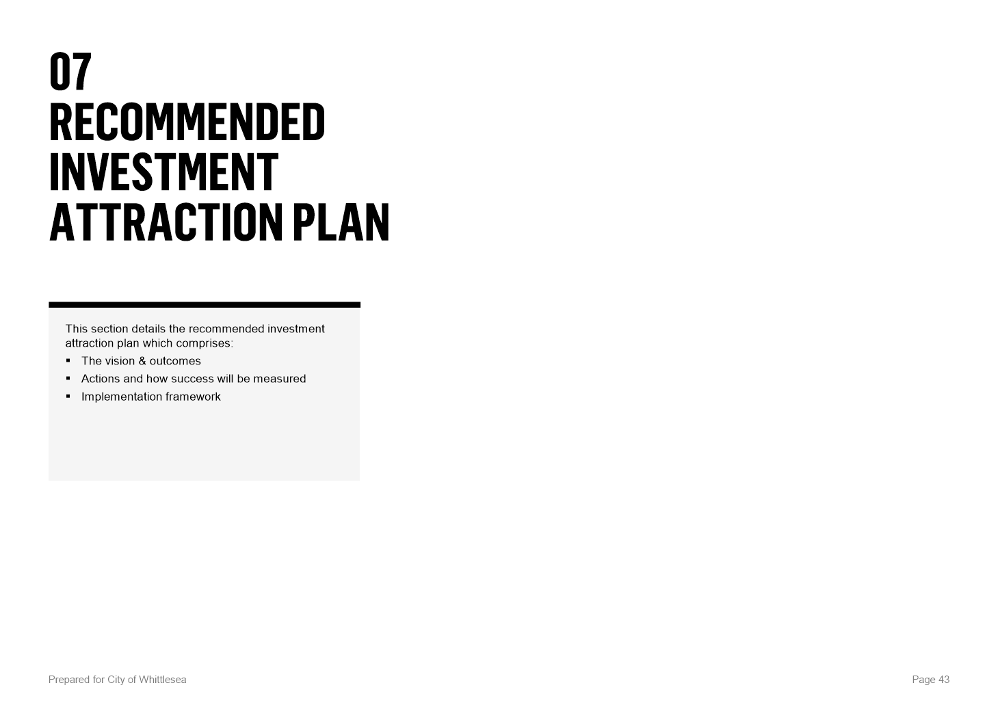 07
RECOMMENDED
INVESTMENT
ATTRACTION PLAN
This section details the recommended investment
attraction plan which comprises:
▪ The vision & outcomes
▪ Actions and how success will be measured
▪ Implementation framework
Prepared for City of Whittlesea
Page 43